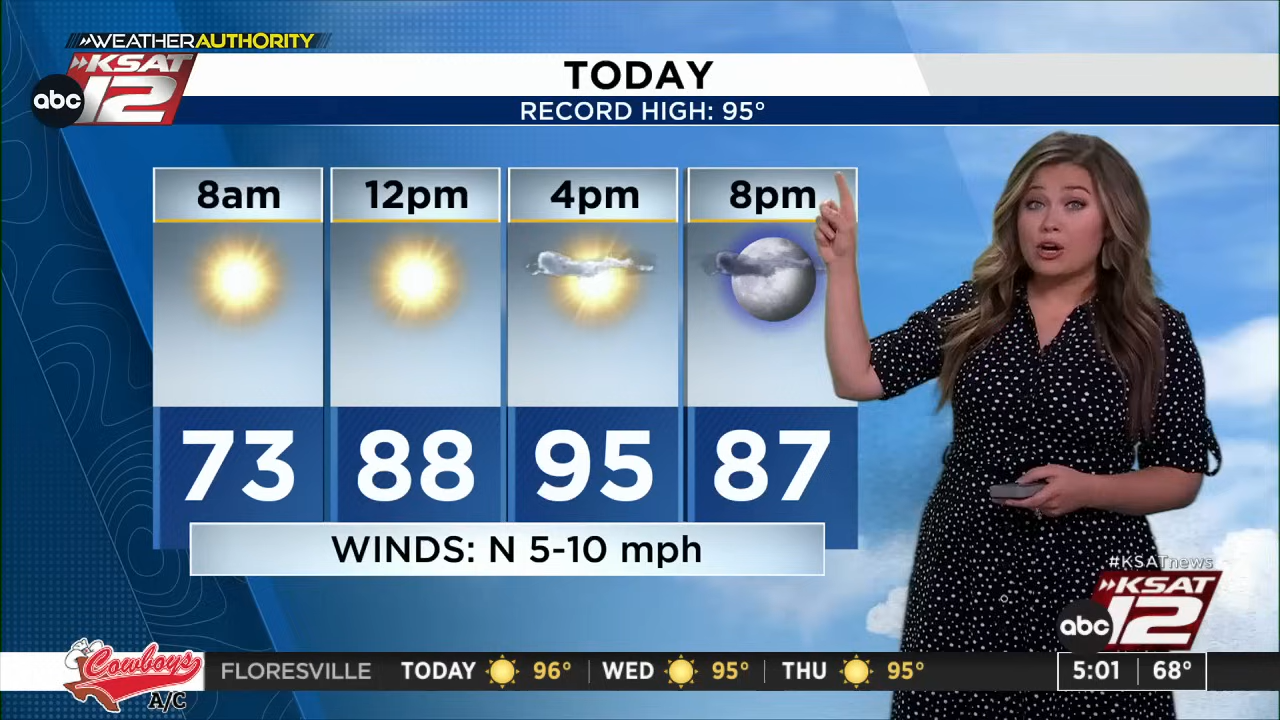 WEATHERAUTHORITY
KSAT
abc 12
TODAY
RECORD HIGH: 95°
8am 12pm 4pm 8pm
73 88 95 87
WINDS: N 5-10 mph
#KSATnews
KSAT
abc 12
Cowboys
A/C
FLORESVILLE TODAY 96° WED 95° THU 95° 5:01 68°